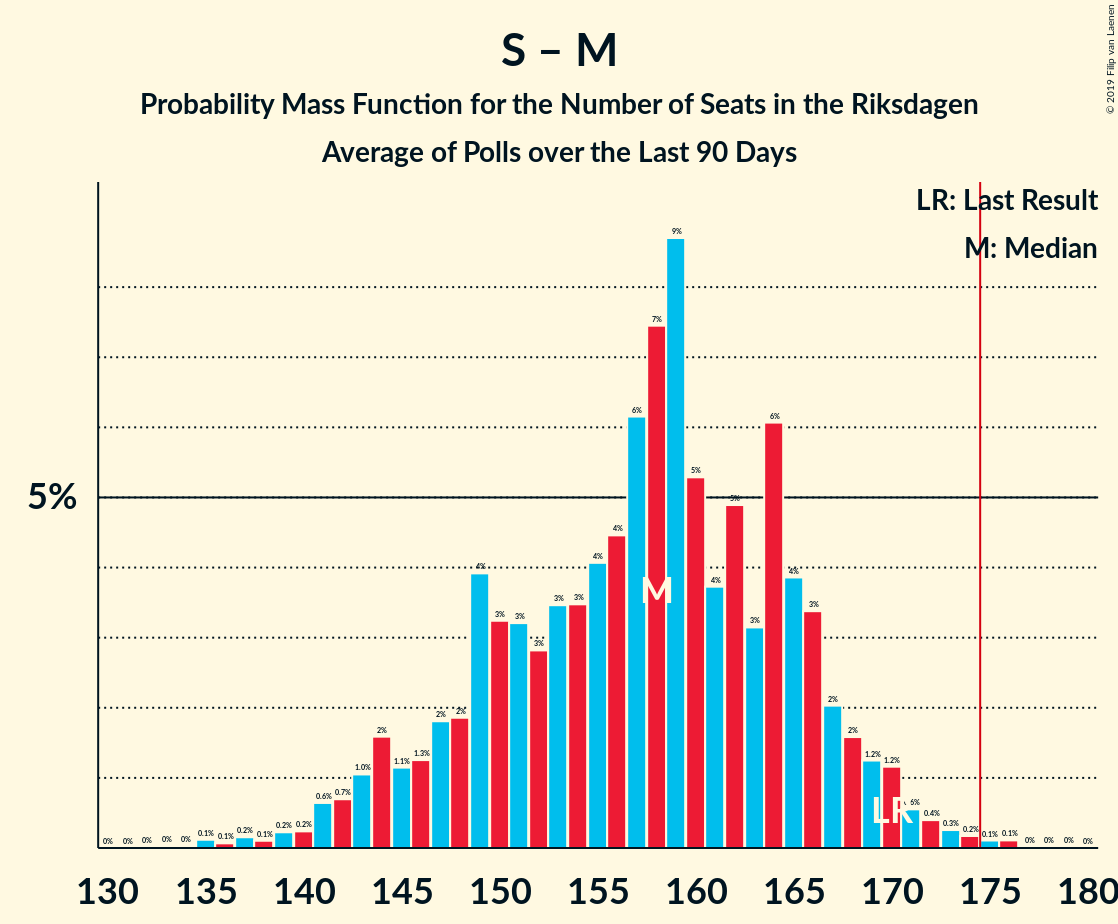 S – M
Probability Mass Function for the Number of Seats in the Riksdagen
Average of Polls over the Last 90 Days
© 2019 Filip van Laenen
LR: Last Result
M: Median
5%
0% 0% 0% 0% 0% 0.1% 0.1% 0.2% 0.1% 0.2% 0.2% 0.6% 0.7% 1.0% 2% 1.1% 1.3% 2% 2% 4% 3% 3% 3% 3% 3% 4% 4% 6% 7% 9% 5% 4% 5% 3% 6% 4% 3% 2% 2% 1.2% 1.2% 6% 0.4% 0.3% 0.2% 0.1% 0.1% 0% 0% 0% 0%
M
LR
130 135 140 145 150 155 160 165 170 175 180